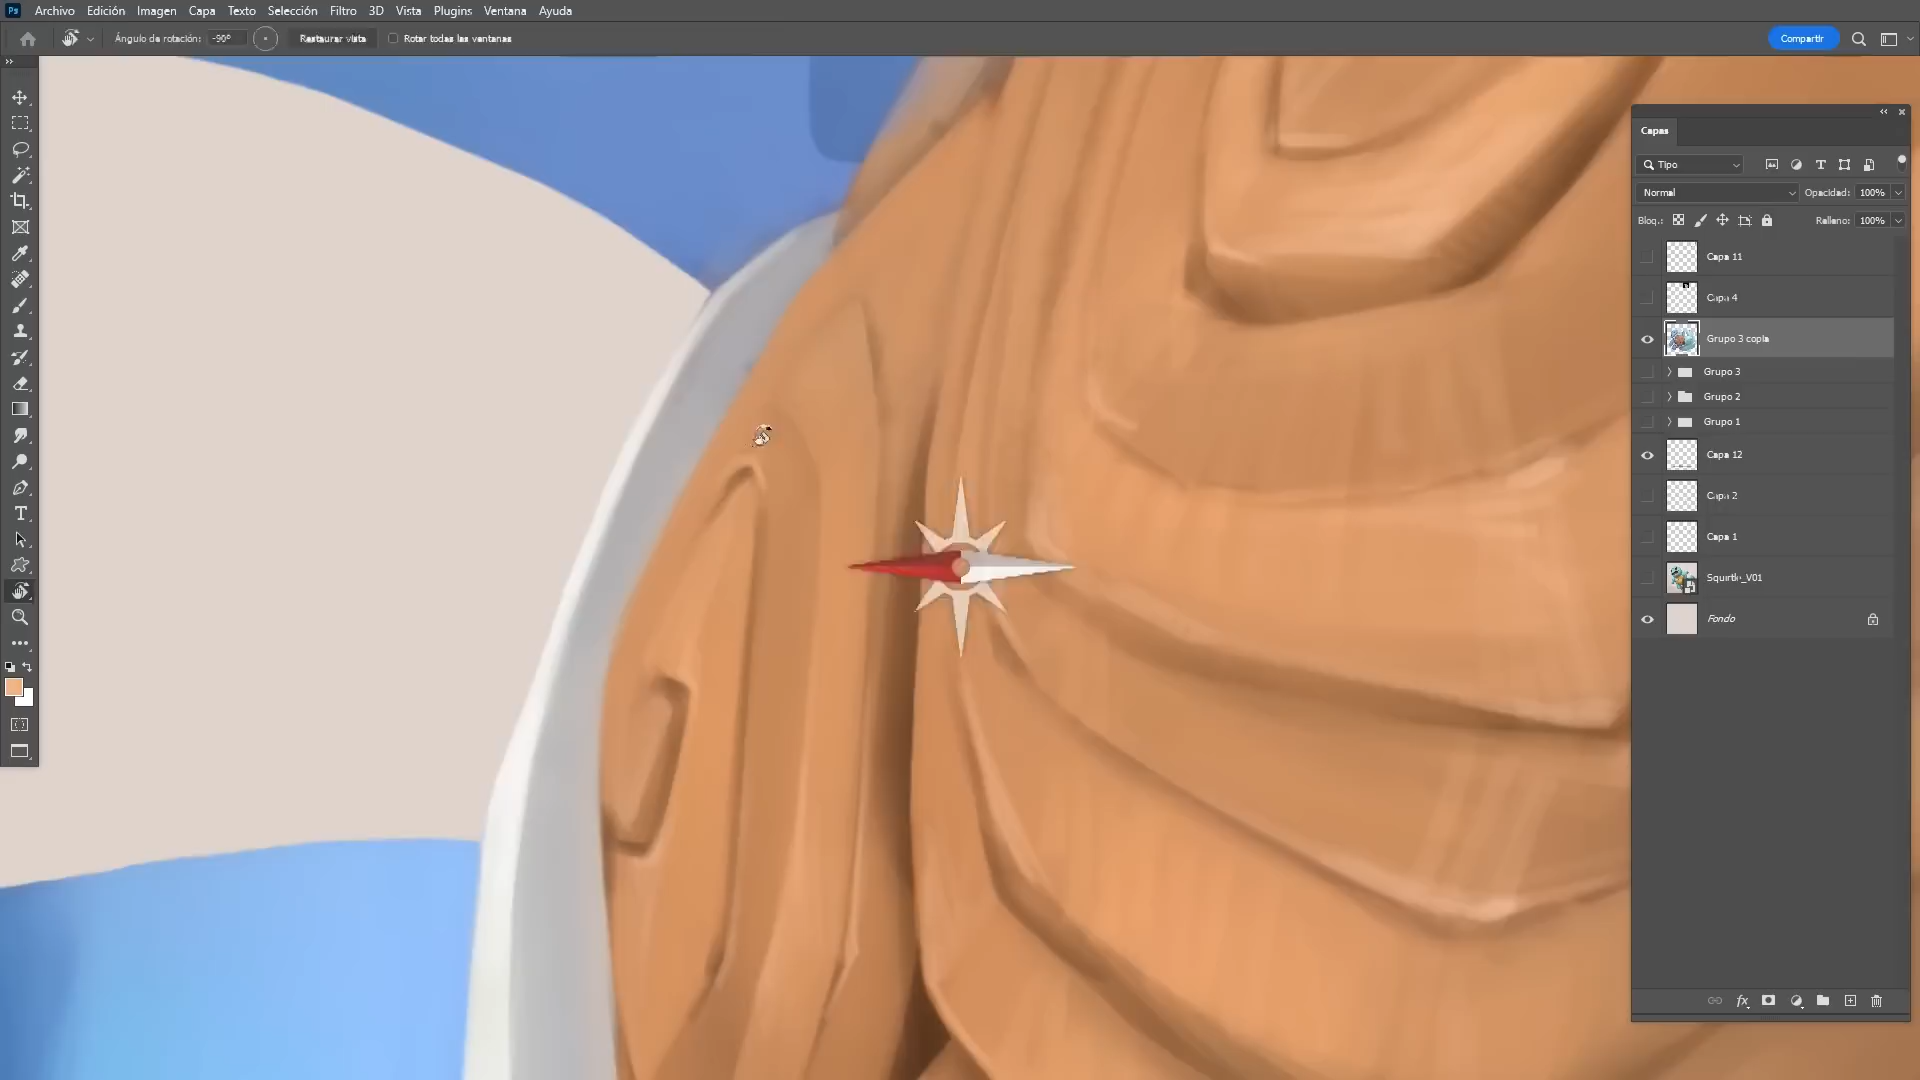 Ps Archivo Edición Imagen Capa Texto Selección Filtro 3D Vista Plugins Ventana Ayuda
Ángulo de rotación: -90º Restaurar vista Rotar todas las ventanas Compartir
Capas
Tipo
Normal Opacidad: 100%
Bloq.: Relleno: 100%
Capa 11
Capa 4
Grupo 3 copia
Grupo 3
Grupo 2
Grupo 1
Capa 12
Capa 2
Capa 1
Squirtle_V01
Fondo
fx